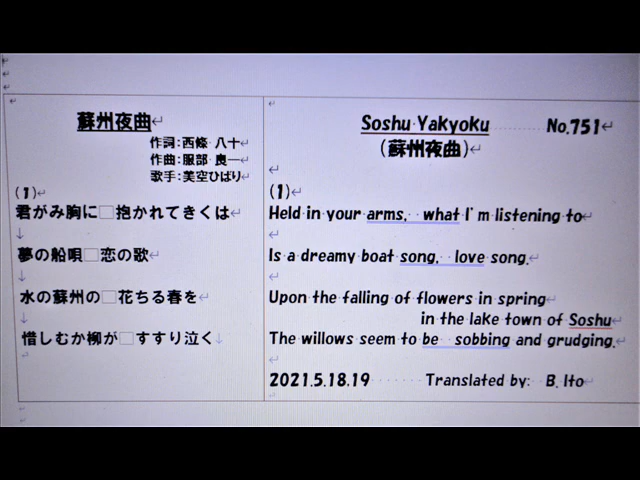 蘇州夜曲
作詞：西條 八十
作曲：服部 良一
歌手：美空ひばり
(1)
君がみ胸に□抱かれてきくは
夢の船唄□恋の歌
水の蘇州の□花ちる春を
惜しむか柳が□すすり泣く
Soshu Yakyoku No.751
(蘇州夜曲)
(1)
Held in your arms, what I'm listening to
Is a dreamy boat song, love song.
Upon the falling of flowers in spring
in the lake town of Soshu
The willows seem to be sobbing and grudging.
2021.5.18.19 Translated by: B. Ito